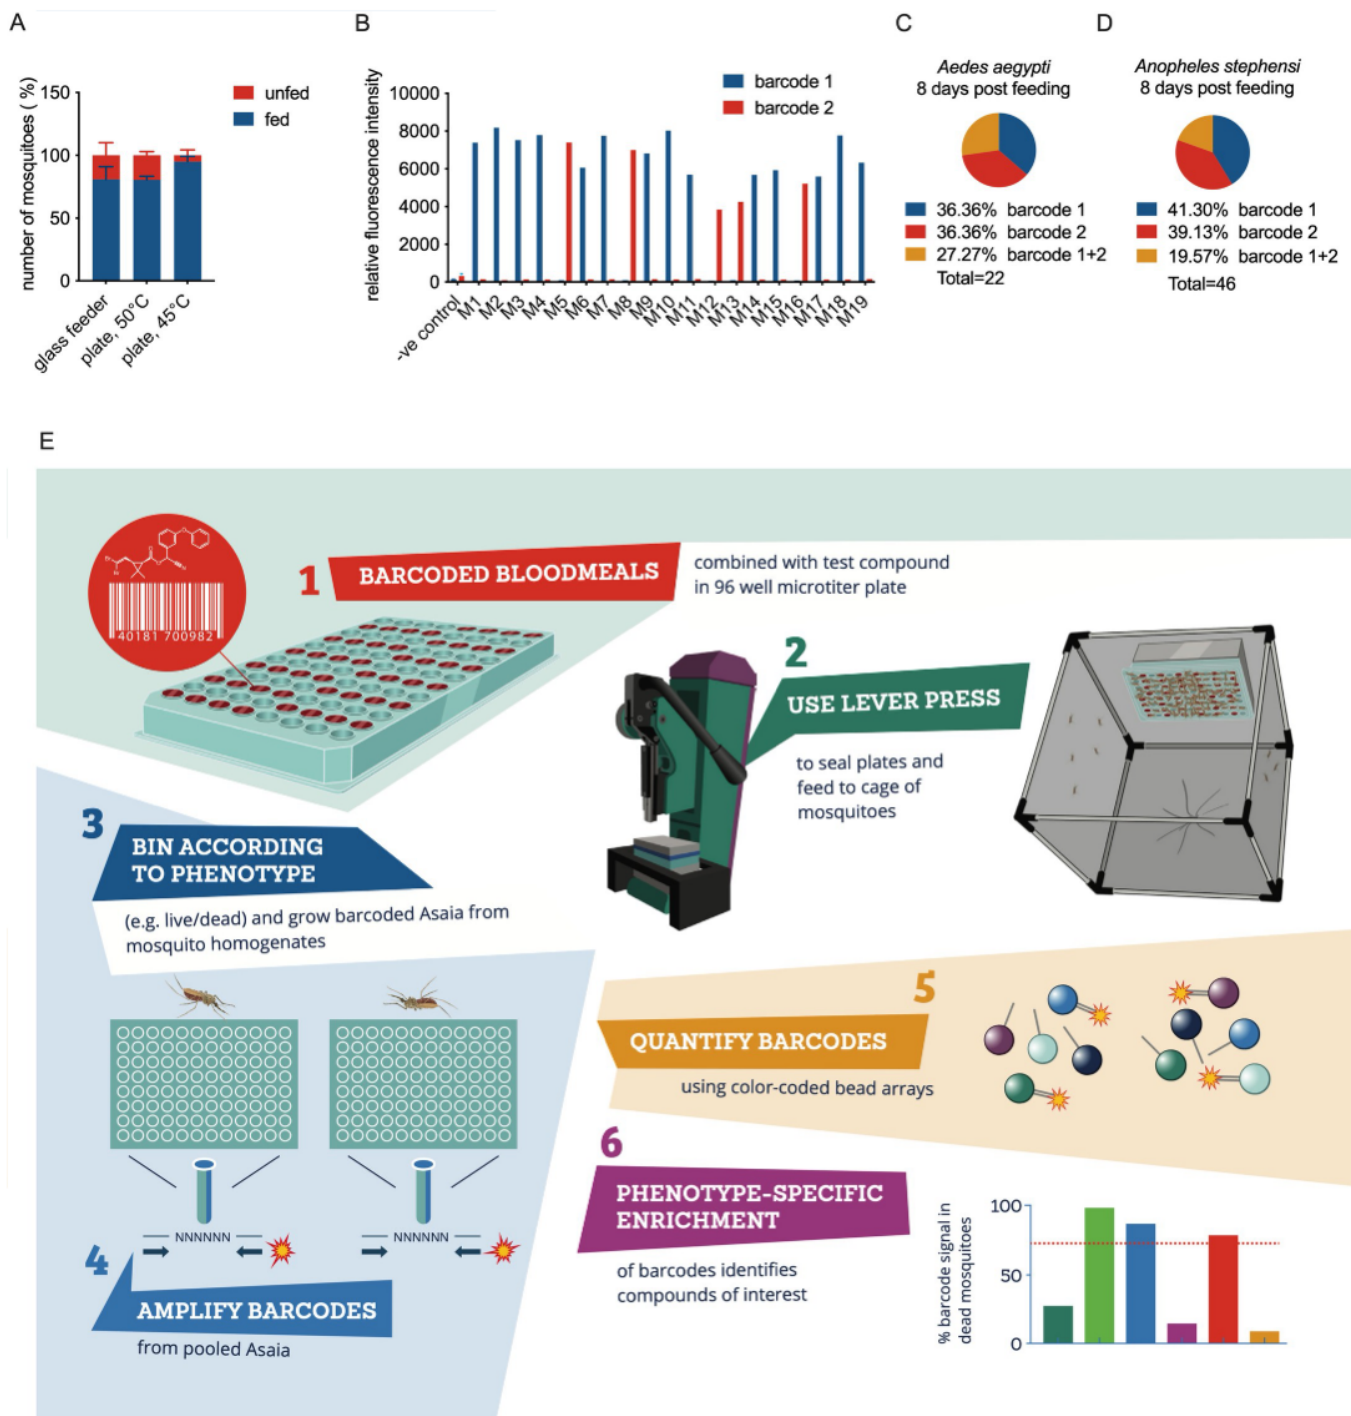 A
number of mosquitoes ( %)
150
100
50
0
unfed
fed
glass feeder
plate, 50°C
plate, 45°C
B
relative fluorescence intensity
10000
8000
6000
4000
2000
0
barcode 1
barcode 2
-ve control
M1
M2
M3
M4
M5
M6
M7
M8
M9
M10
M11
M12
M13
M14
M15
M16
M17
M18
M19
C
Aedes aegypti
8 days post feeding
36.36% barcode 1
36.36% barcode 2
27.27% barcode 1+2
Total=22
D
Anopheles stephensi
8 days post feeding
41.30% barcode 1
39.13% barcode 2
19.57% barcode 1+2
Total=46
E
40181 700982
1 BARCODED BLOODMEALS
combined with test compound
in 96 well microtiter plate
2
USE LEVER PRESS
to seal plates and
feed to cage of
mosquitoes
3
BIN ACCORDING
TO PHENOTYPE
(e.g. live/dead) and grow barcoded Asaia from
mosquito homogenates
NNNNNN
NNNNNN
4
AMPLIFY BARCODES
from pooled Asaia
5
QUANTIFY BARCODES
using color-coded bead arrays
6
PHENOTYPE-SPECIFIC
ENRICHMENT
of barcodes identifies
compounds of interest
% barcode signal in
dead mosquitoes
100
50
0